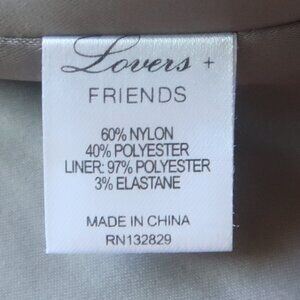 Lovers +
FRIENDS
60% NYLON
40% POLYESTER
LINER: 97% POLYESTER
3% ELASTANE
MADE IN CHINA
RN132829